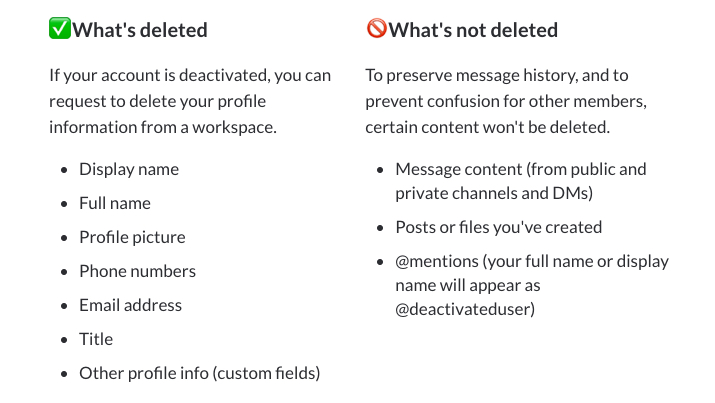 ✅What's deleted
If your account is deactivated, you can
request to delete your profile
information from a workspace.
• Display name
• Full name
• Profile picture
• Phone numbers
• Email address
• Title
• Other profile info (custom fields)
🚫What's not deleted
To preserve message history, and to
prevent confusion for other members,
certain content won't be deleted.
• Message content (from public and
private channels and DMs)
• Posts or files you've created
• @mentions (your full name or display
name will appear as
@deactivateduser)